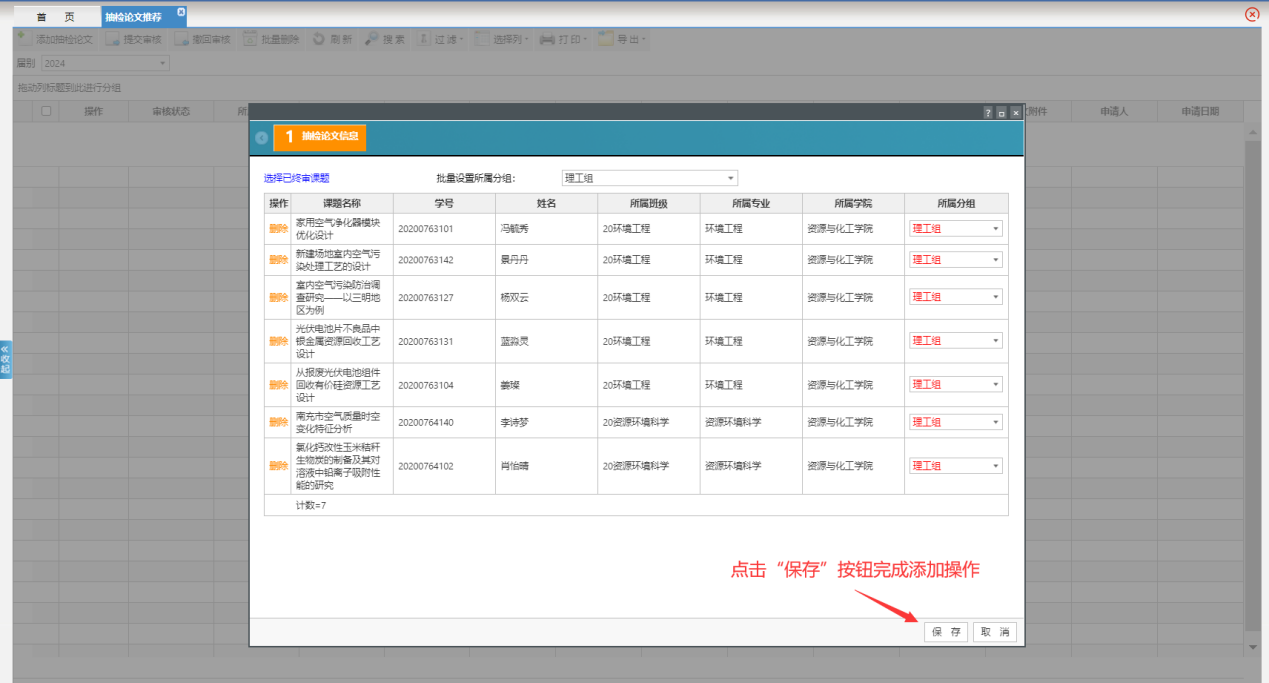 首 页 抽检论文推荐
添加抽检论文 提交审核 撤回审核 批量删除 刷新 搜索 过滤 选择列 打印 导出
届别 2024
拖动列标题到此进行分组
操作 审核状态 所 附件 申请人 申请日期
1 抽检论文信息
选择已终审课题 批量设置所属分组： 理工组
操作 课题名称 学号 姓名 所属班级 所属专业 所属学院 所属分组
删除 家用空气净化器模块 20200763101 冯毓秀 20环境工程 环境工程 资源与化工学院 理工组
优化设计
删除 新建场地室内空气污 20200763142 景丹丹 20环境工程 环境工程 资源与化工学院 理工组
染处理工艺的设计
室内空气污染防治调
删除 查研究——以三明地 20200763127 杨双云 20环境工程 环境工程 资源与化工学院 理工组
区为例
光伏电池片不良品中
删除 银金属资源回收工艺 20200763131 蓝淼灵 20环境工程 环境工程 资源与化工学院 理工组
设计
从报废光伏电池组件
删除 回收有价硅资源工艺 20200763104 姜璨 20环境工程 环境工程 资源与化工学院 理工组
设计
删除 南充市空气质量时空 20200764140 李诗梦 20资源环境科学 资源环境科学 资源与化工学院 理工组
变化特征分析
氯化钙改性玉米秸秆
删除 生物炭的制备及其对 20200764102 肖怡晴 20资源环境科学 资源环境科学 资源与化工学院 理工组
溶液中铅离子吸附性
能的研究
计数=7
点击“保存”按钮完成添加操作
保 存 取 消
收起